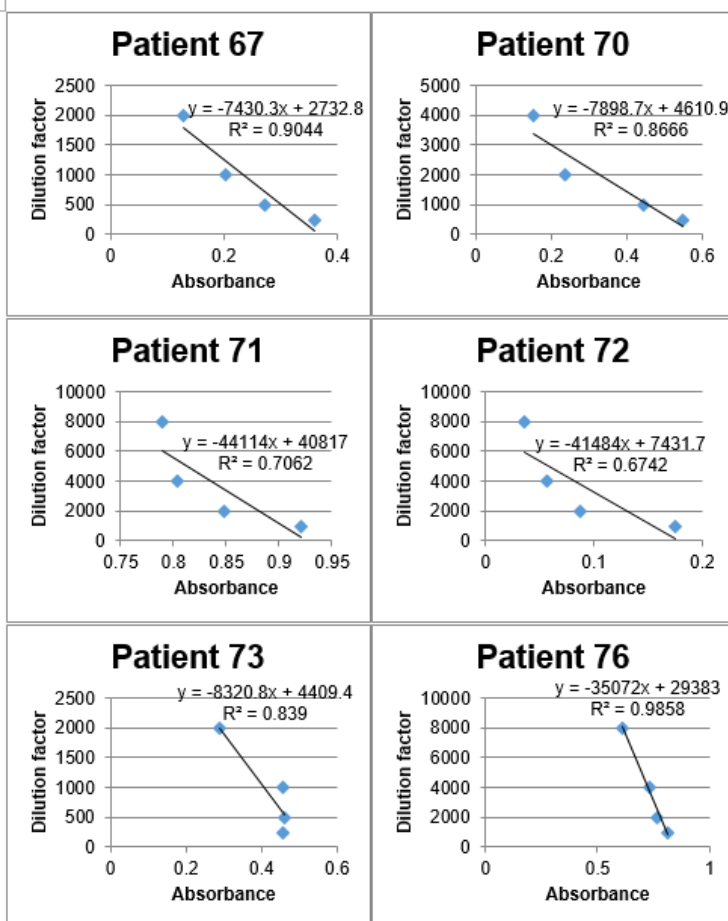 Patient 67
2500
2000
1500
1000
500
0
y = -7430.3x + 2732.8
R² = 0.9044
Dilution factor
0 0.2 0.4
Absorbance
Patient 70
5000
4000
3000
2000
1000
0
y = -7898.7x + 4610.9
R² = 0.8666
Dilution factor
0 0.2 0.4 0.6
Absorbance
Patient 71
10000
8000
6000
4000
2000
0
y = -44114x + 40817
R² = 0.7062
Dilution factor
0.75 0.8 0.85 0.9 0.95
Absorbance
Patient 72
10000
8000
6000
4000
2000
0
y = -41484x + 7431.7
R² = 0.6742
Dilution factor
0 0.1 0.2
Absorbance
Patient 73
2500
2000
1500
1000
500
0
y = -8320.8x + 4409.4
R² = 0.839
Dilution factor
0 0.2 0.4 0.6
Absorbance
Patient 76
10000
8000
6000
4000
2000
0
y = -35072x + 29383
R² = 0.9858
Dilution factor
0 0.5 1
Absorbance